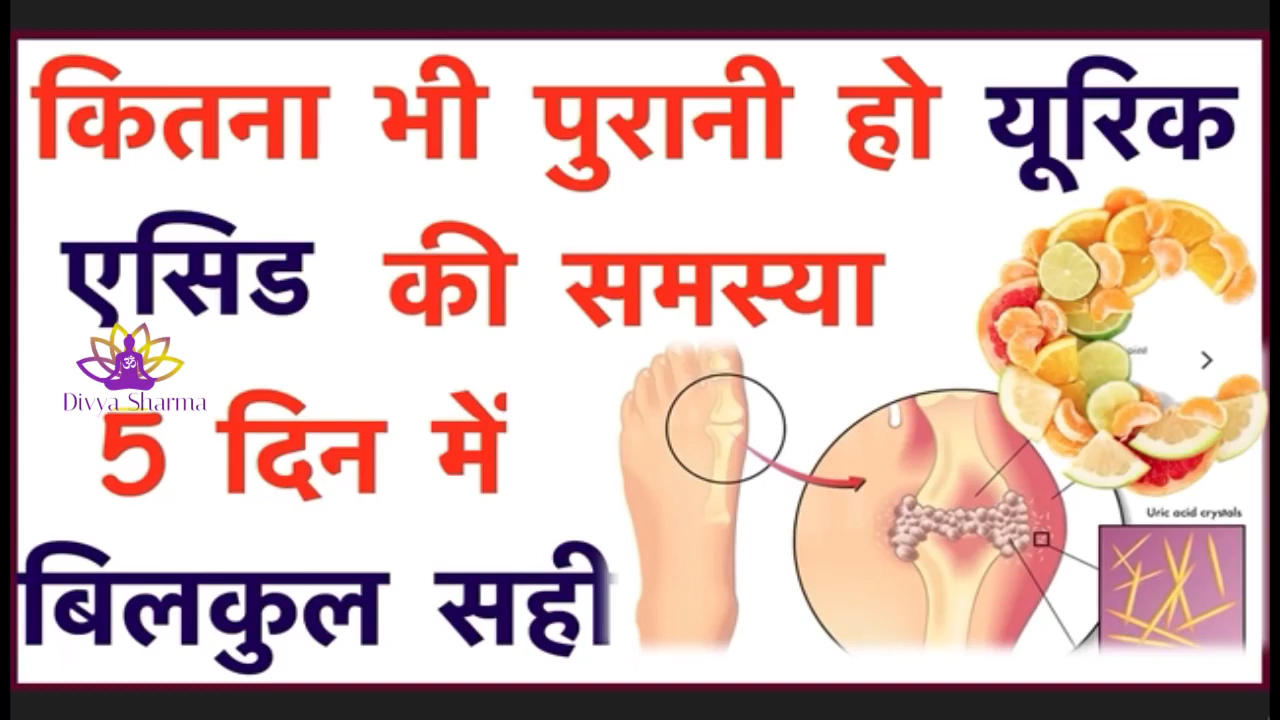 कितना भी पुरानी हो यूरिक
एसिड की समस्या
Divya Sharma
5 दिन में
Uric acid crystals
बिलकुल सही